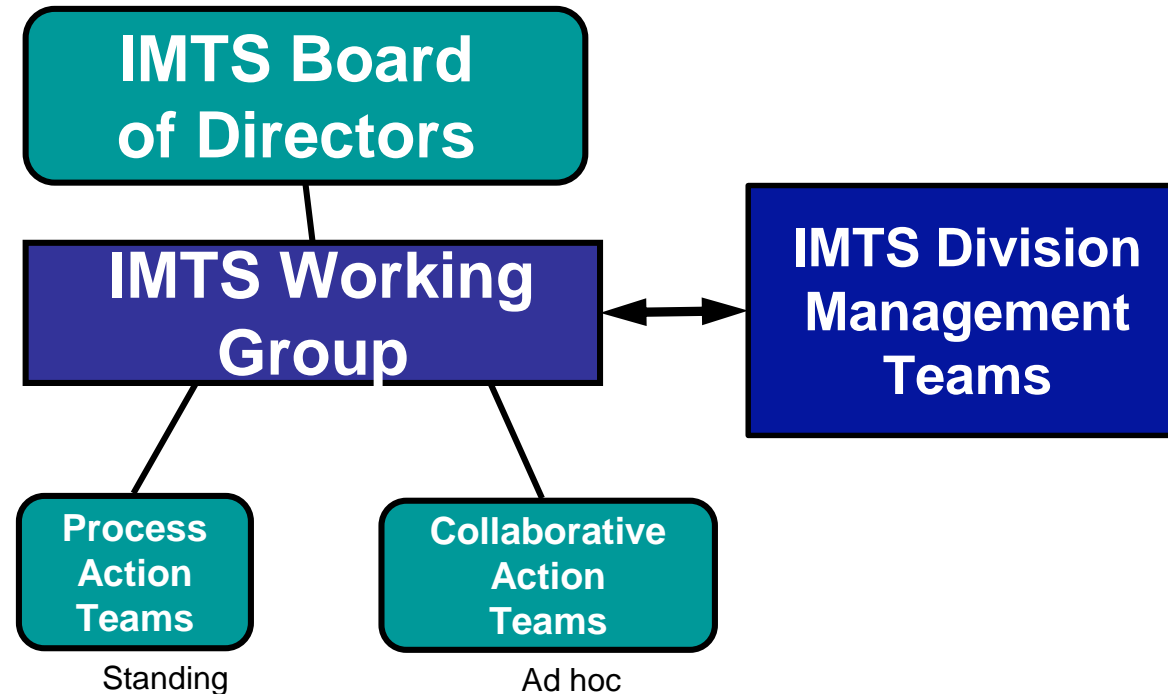 IMTS Board
of Directors
IMTS Working
Group
IMTS Division
Management
Teams
Process
Action
Teams
Standing
Collaborative
Action
Teams
Ad hoc